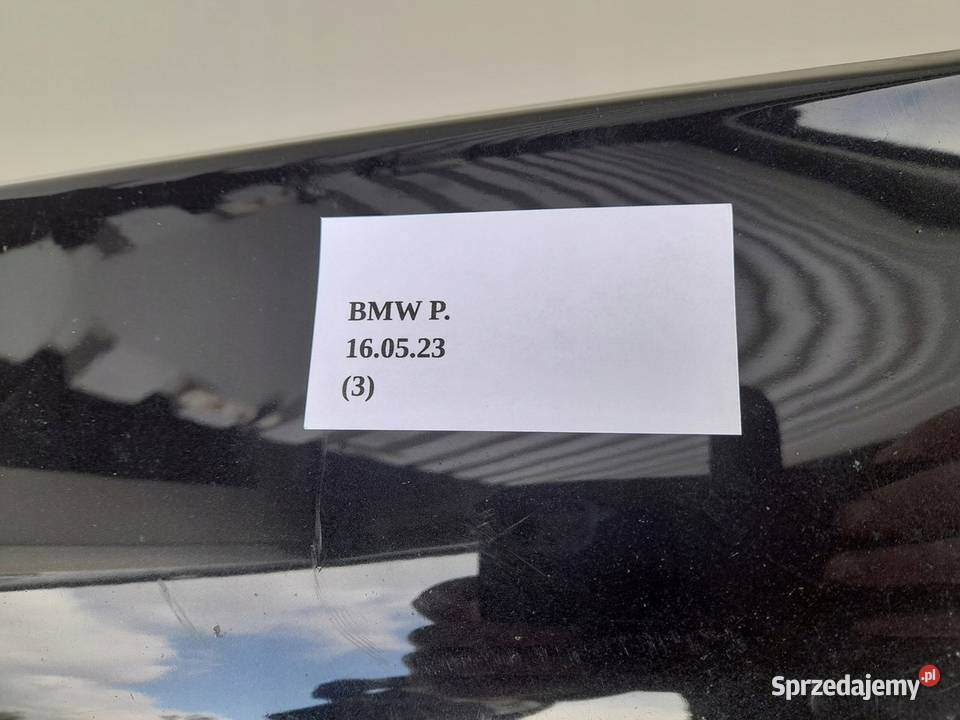 BMW P.
16.05.23
(3)
Sprzedajemy.pl